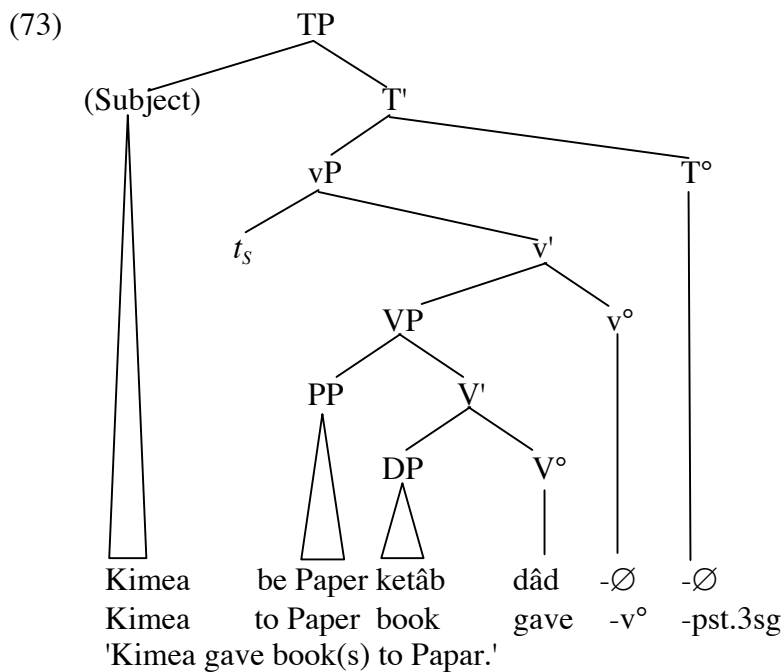 (73) TP
(Subject) T'
vP T°
t_S v'
VP v°
PP V'
DP V°
Kimea be Paper ketâb dâd -∅ -∅
Kimea to Paper book gave -v° -pst.3sg
'Kimea gave book(s) to Papar.'